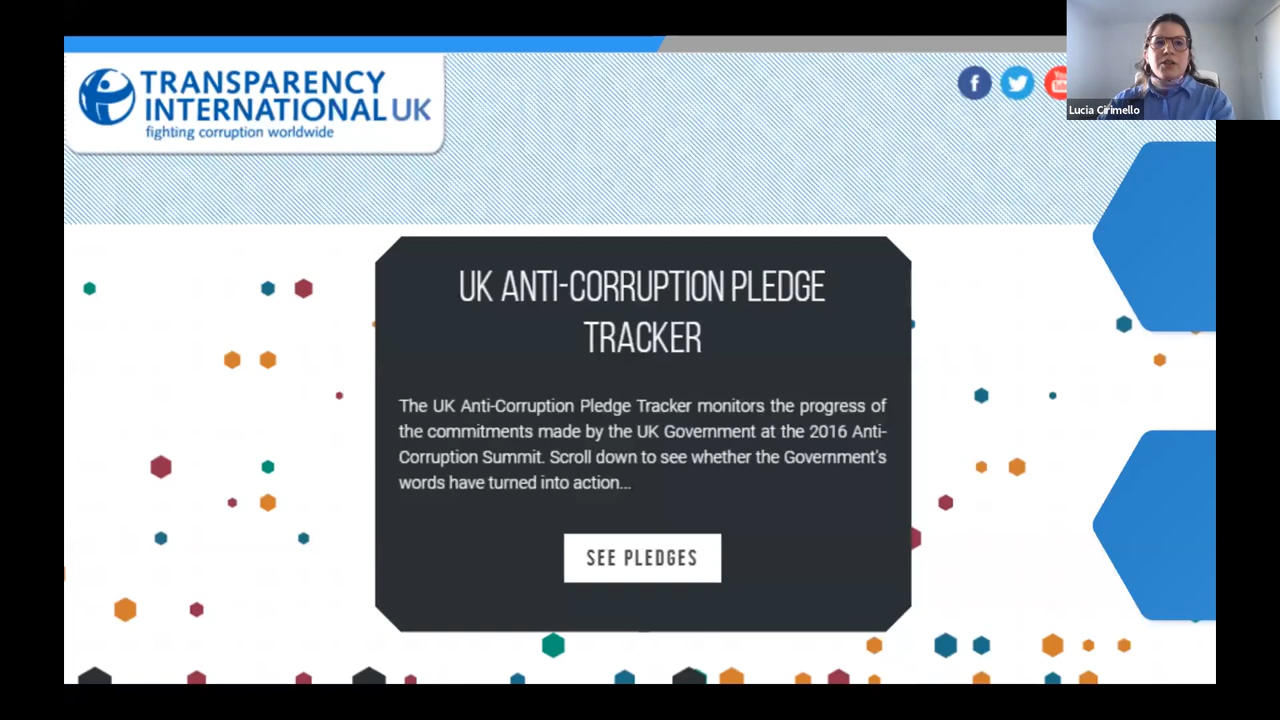 TRANSPARENCY
INTERNATIONAL UK
fighting corruption worldwide
Lucia Cirimello
UK ANTI-CORRUPTION PLEDGE
TRACKER
The UK Anti-Corruption Pledge Tracker monitors the progress of
the commitments made by the UK Government at the 2016 Anti-
Corruption Summit. Scroll down to see whether the Government's
words have turned into action...
SEE PLEDGES